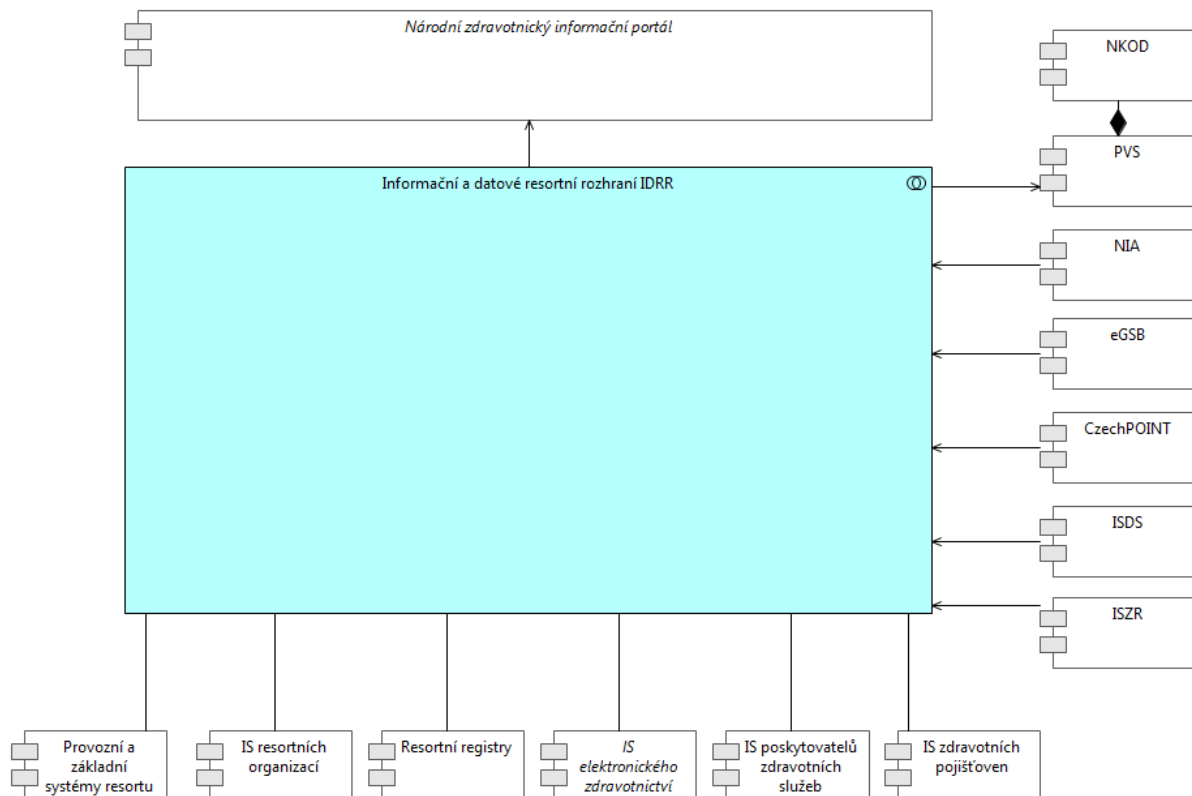 Národní zdravotnický informační portál
NKOD
PVS
Informační a datové resortní rozhraní IDRR
NIA
eGSB
CzechPOINT
ISDS
ISZR
Provozní a
základní
systémy resortu
IS resortních
organizací
Resortní registry
IS
elektronického
zdravotnictví
IS poskytovatelů
zdravotních
služeb
IS zdravotních
pojišťoven